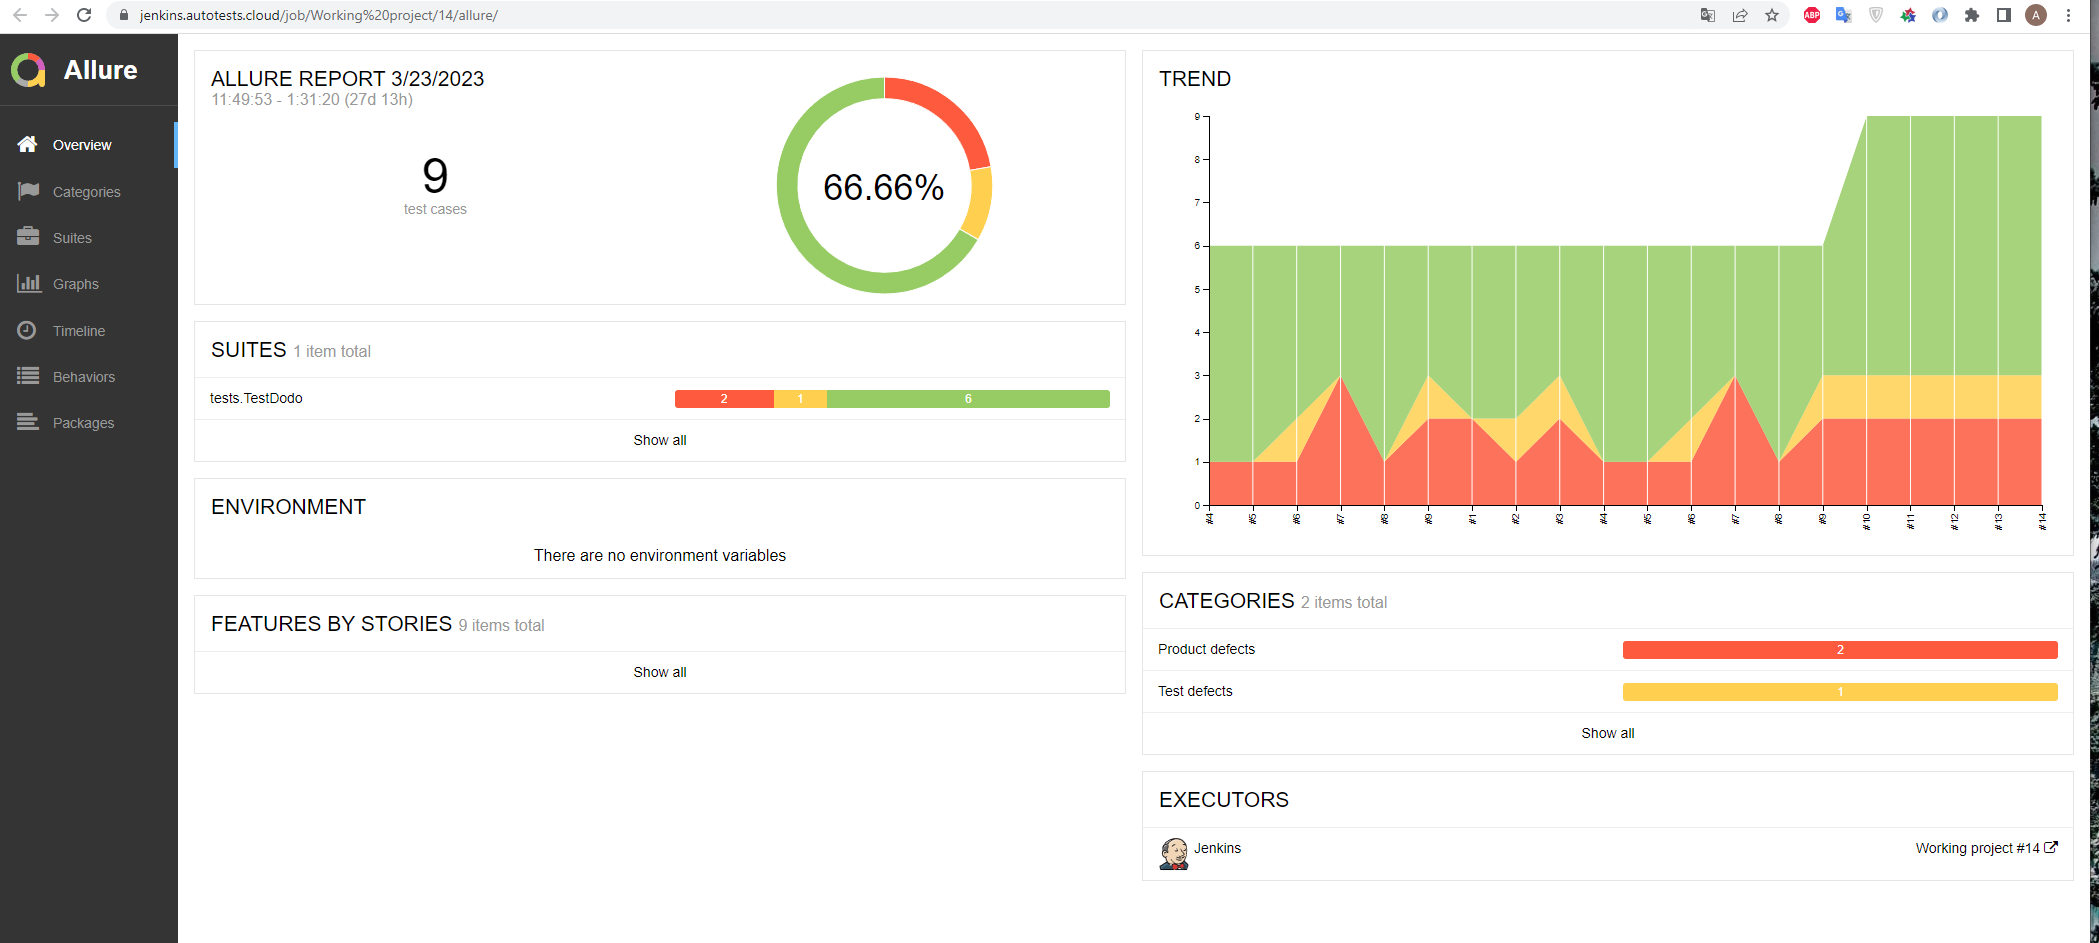 jenkins.autotests.cloud/job/Working%20project/14/allure/
ABP
A
Allure
Overview
Categories
Suites
Graphs
Timeline
Behaviors
Packages
ALLURE REPORT 3/23/2023
11:49:53 - 1:31:20 (27d 13h)
9
test cases
66.66%
SUITES 1 item total
tests.TestDodo
2 1 6
Show all
ENVIRONMENT
There are no environment variables
FEATURES BY STORIES 9 items total
Show all
TREND
9
8
7
6
5
4
3
2
1
0
#4 #5 #6 #7 #8 #9 #1 #2 #3 #4 #5 #6 #7 #8 #9 #10 #11 #12 #13 #14
CATEGORIES 2 items total
Product defects 2
Test defects 1
Show all
EXECUTORS
Jenkins Working project #14